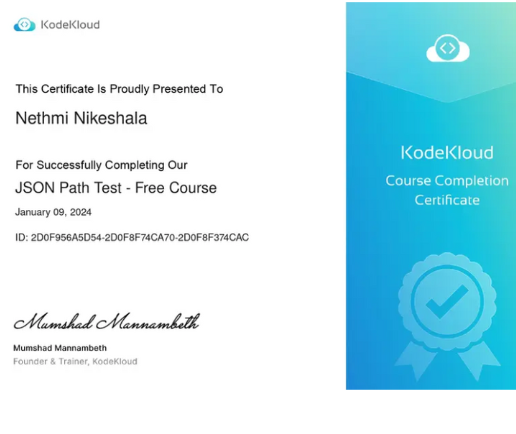 KodeKloud
This Certificate Is Proudly Presented To
Nethmi Nikeshala
For Successfully Completing Our
JSON Path Test - Free Course
January 09, 2024
ID: 2D0F956A5D54-2D0F8F74CA70-2D0F8F374CAC
Mumshad Mannambeth
Mumshad Mannambeth
Founder & Trainer, KodeKloud
KodeKloud
Course Completion
Certificate